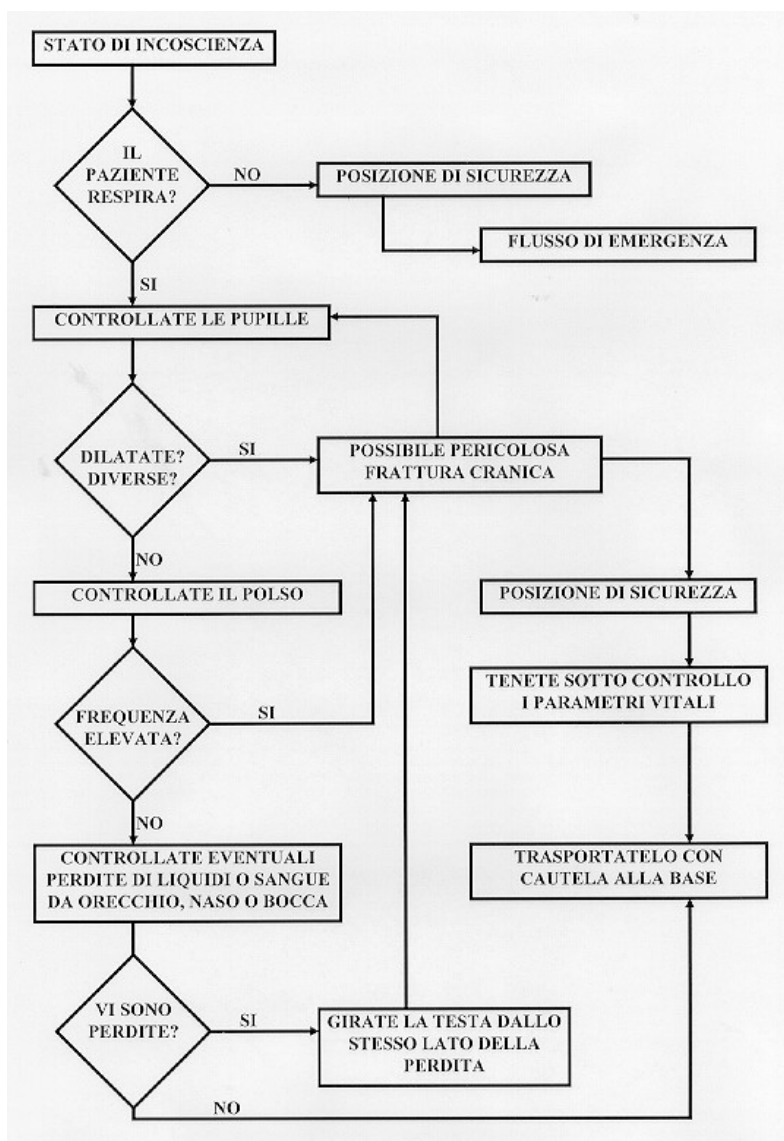 STATO DI INCOSCIENZA
IL
PAZIENTE
RESPIRA?
NO
POSIZIONE DI SICUREZZA
FLUSSO DI EMERGENZA
SI
CONTROLLATE LE PUPILLE
DILATATE?
DIVERSE?
SI
POSSIBILE PERICOLOSA
FRATTURA CRANICA
NO
CONTROLLATE IL POLSO
POSIZIONE DI SICUREZZA
FREQUENZA
ELEVATA?
SI
TENETE SOTTO CONTROLLO
I PARAMETRI VITALI
NO
CONTROLLATE EVENTUALI
PERDITE DI LIQUIDI O SANGUE
DA ORECCHIO, NASO O BOCCA
TRASPORTATELO CON
CAUTELA ALLA BASE
VI SONO
PERDITE?
SI
GIRATE LA TESTA DALLO
STESSO LATO DELLA
PERDITA
NO